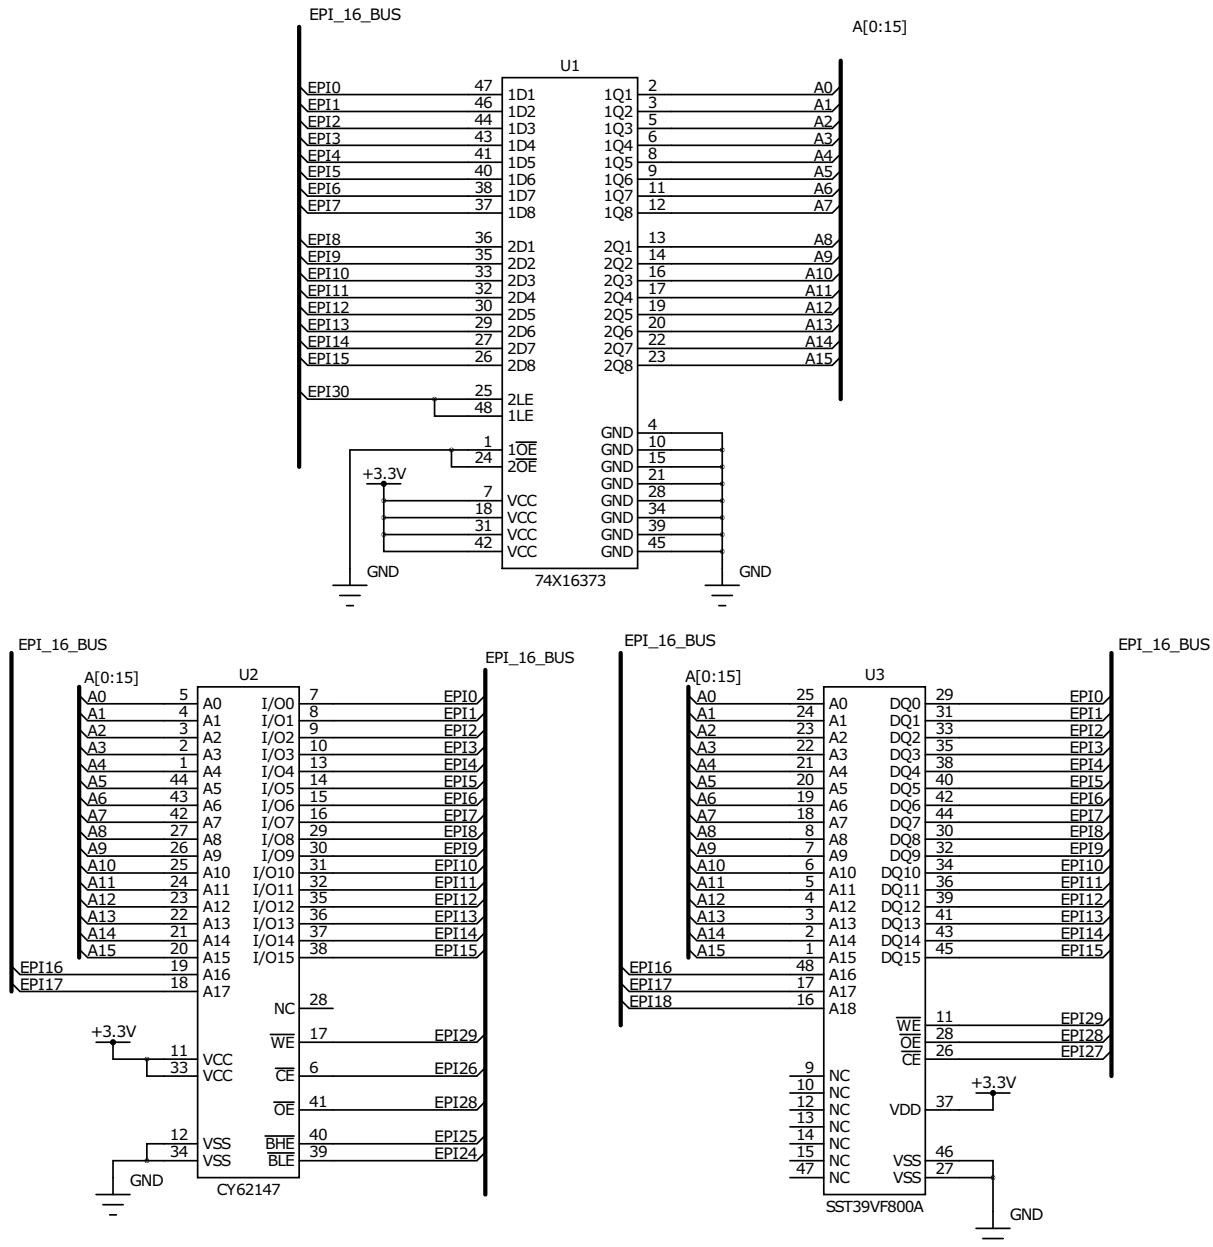 EPI_16_BUS
A[0:15]
U1
EPI0 47 1D1 1Q1 2 A0
EPI1 46 1D2 1Q2 3 A1
EPI2 44 1D3 1Q3 5 A2
EPI3 43 1D4 1Q4 6 A3
EPI4 41 1D5 1Q5 8 A4
EPI5 40 1D6 1Q6 9 A5
EPI6 38 1D7 1Q7 11 A6
EPI7 37 1D8 1Q8 12 A7
EPI8 36 2D1 2Q1 13 A8
EPI9 35 2D2 2Q2 14 A9
EPI10 33 2D3 2Q3 16 A10
EPI11 32 2D4 2Q4 17 A11
EPI12 30 2D5 2Q5 19 A12
EPI13 29 2D6 2Q6 20 A13
EPI14 27 2D7 2Q7 22 A14
EPI15 26 2D8 2Q8 23 A15
EPI30 25 2LE
48 1LE
GND 4
1 1OE GND 10
24 2OE GND 15
+3.3V GND 21
7 VCC GND 28
18 VCC GND 34
31 VCC GND 39
42 VCC GND 45
GND 74X16373 GND
EPI_16_BUS
EPI_16_BUS
A[0:15]
U2
A0 5 A0 I/O0 7 EPI0
A1 4 A1 I/O1 8 EPI1
A2 3 A2 I/O2 9 EPI2
A3 2 A3 I/O3 10 EPI3
A4 1 A4 I/O4 13 EPI4
A5 44 A5 I/O5 14 EPI5
A6 43 A6 I/O6 15 EPI6
A7 42 A7 I/O7 16 EPI7
A8 27 A8 I/O8 29 EPI8
A9 26 A9 I/O9 30 EPI9
A10 25 A10 I/O10 31 EPI10
A11 24 A11 I/O11 32 EPI11
A12 23 A12 I/O12 35 EPI12
A13 22 A13 I/O13 36 EPI13
A14 21 A14 I/O14 37 EPI14
A15 20 A15 I/O15 38 EPI15
EPI16 19 A16
EPI17 18 A17
NC 28
+3.3V WE 17 EPI29
11 VCC
33 VCC CE 6 EPI26
OE 41 EPI28
12 VSS BHE 40 EPI25
34 VSS BLE 39 EPI24
GND
CY62147
EPI_16_BUS
EPI_16_BUS
A[0:15]
U3
A0 25 A0 DQ0 29 EPI0
A1 24 A1 DQ1 31 EPI1
A2 23 A2 DQ2 33 EPI2
A3 22 A3 DQ3 35 EPI3
A4 21 A4 DQ4 38 EPI4
A5 20 A5 DQ5 40 EPI5
A6 19 A6 DQ6 42 EPI6
A7 18 A7 DQ7 44 EPI7
A8 8 A8 DQ8 30 EPI8
A9 7 A9 DQ9 32 EPI9
A10 6 A10 DQ10 34 EPI10
A11 5 A11 DQ11 36 EPI11
A12 4 A12 DQ12 39 EPI12
A13 3 A13 DQ13 41 EPI13
A14 2 A14 DQ14 43 EPI14
A15 1 A15 DQ15 45 EPI15
EPI16 48 A16
EPI17 17 A17
EPI18 16 A18
WE 11 EPI29
OE 28 EPI28
CE 26 EPI27
9 NC
10 NC +3.3V
12 NC VDD 37
13 NC
14 NC
15 NC VSS 46
47 NC VSS 27
SST39VF800A
GND